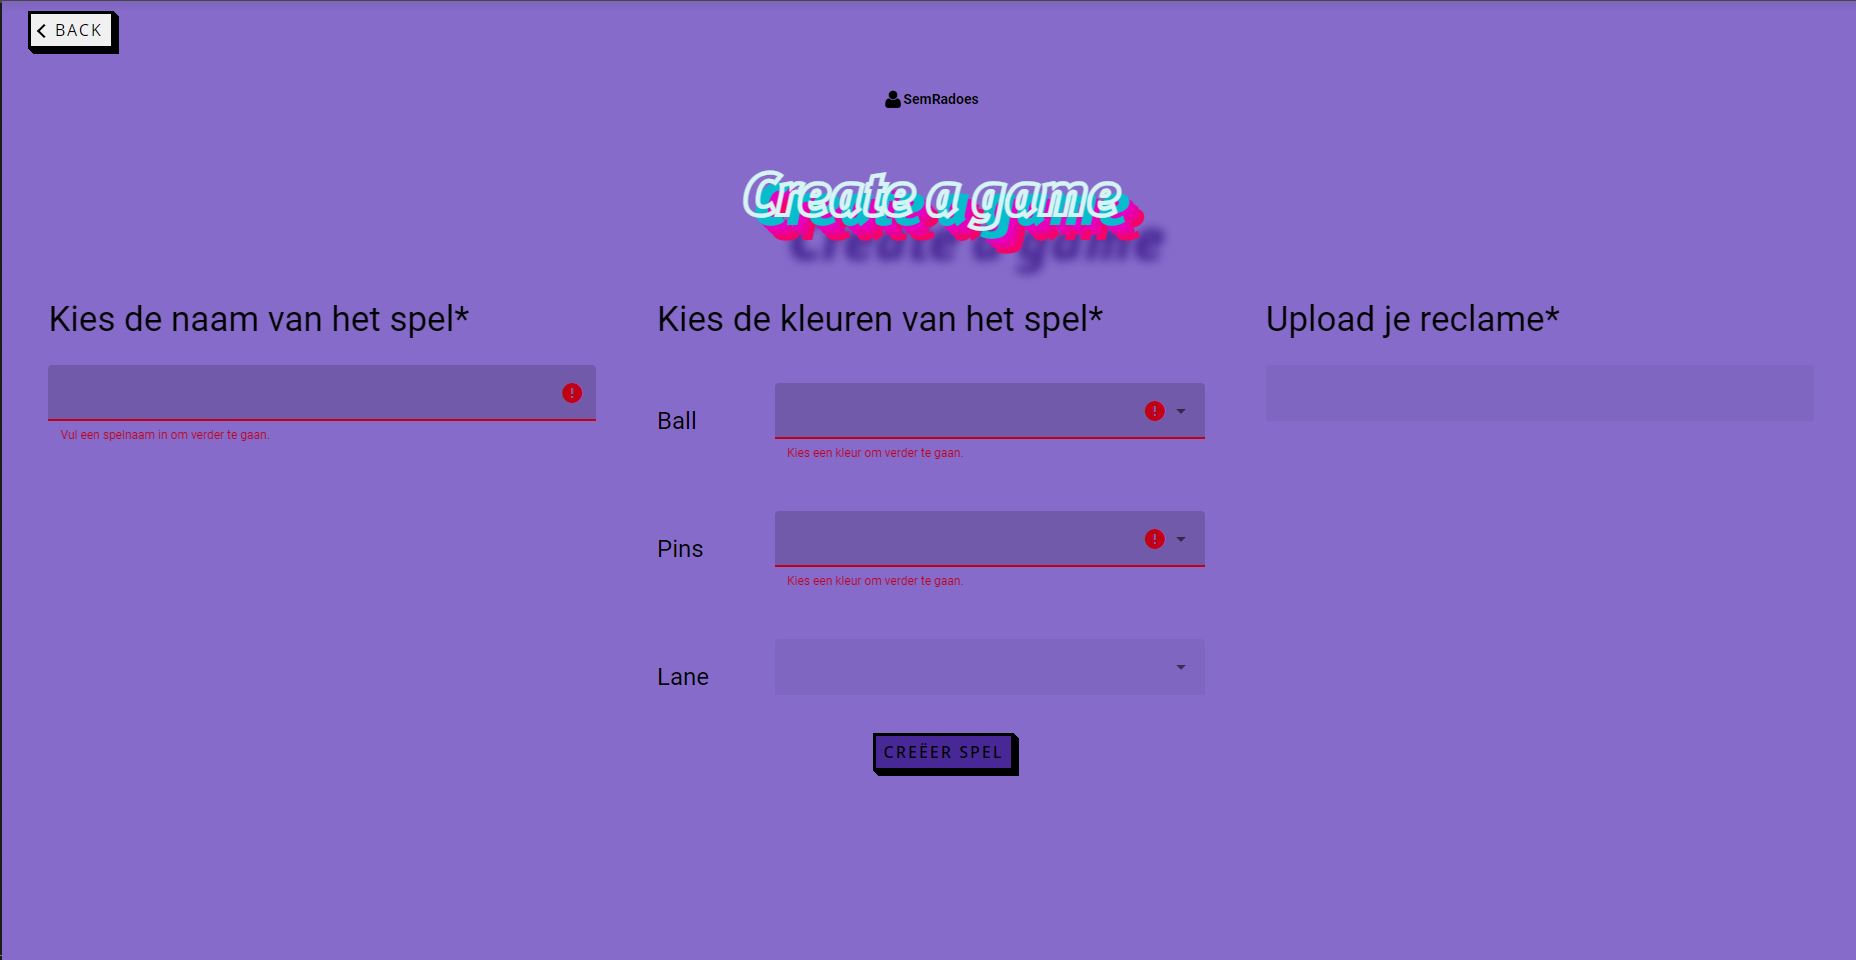 BACK
SemRadoes
Create a game
Kies de naam van het spel*
Vul een spelnaam in om verder te gaan.
Kies de kleuren van het spel*
Ball
Kies een kleur om verder te gaan.
Pins
Kies een kleur om verder te gaan.
Lane
CREËER SPEL
Upload je reclame*